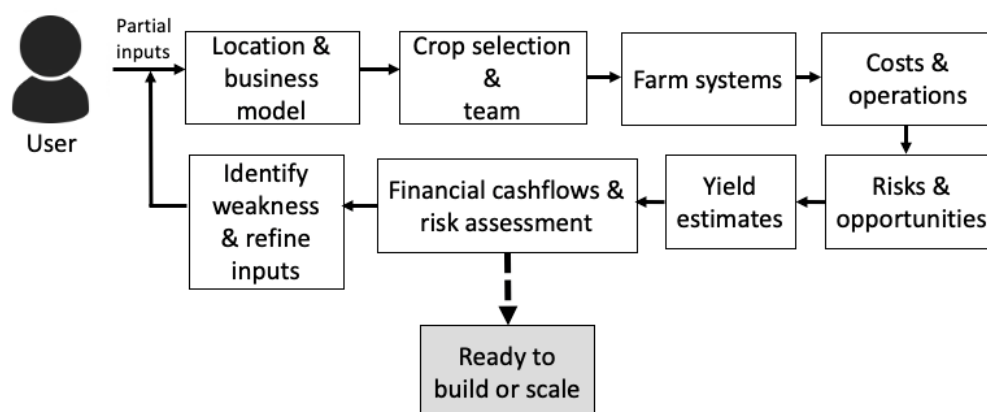 Partial
inputs
User
Location &
business
model
Crop selection
&
team
Farm systems
Costs &
operations
Risks &
opportunities
Yield
estimates
Financial cashflows &
risk assessment
Identify
weakness
& refine
inputs
Ready to
build or scale